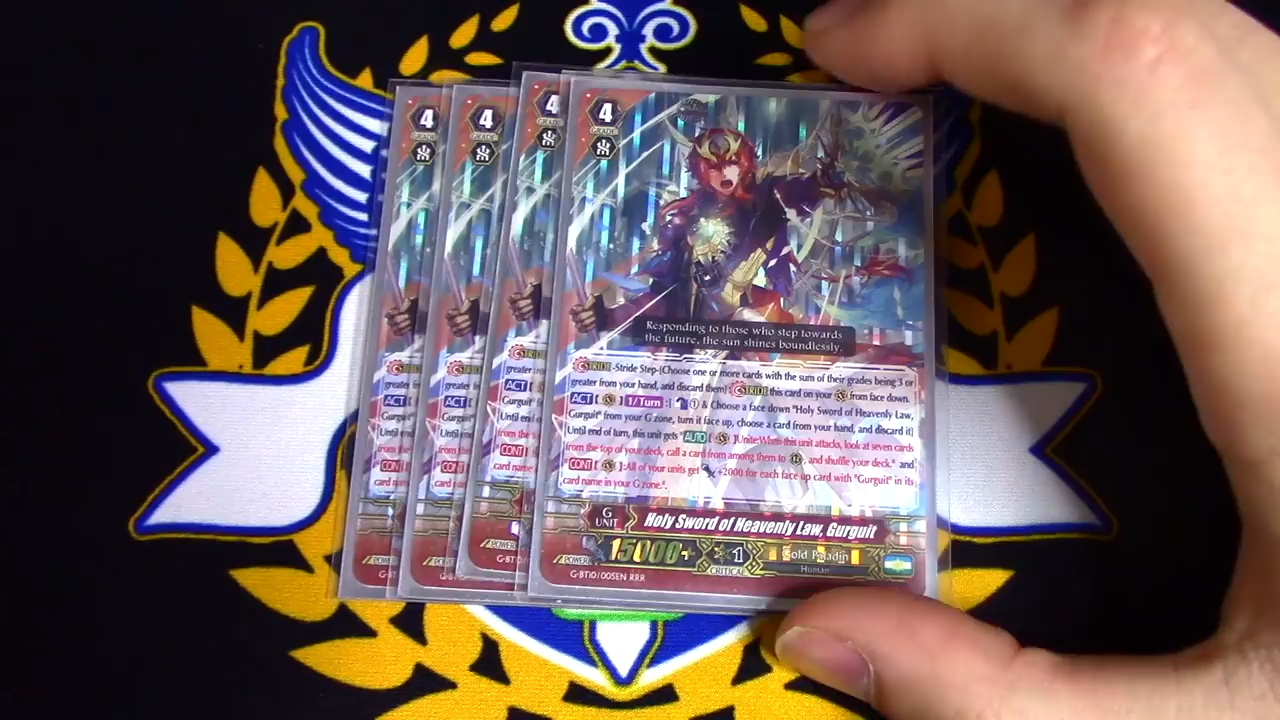 4
GRADE
4
GRADE
4
GRADE
4
GRADE
Responding to those who step towards
the future, the sun shines boundlessly.
STRIDE -Stride Step-[Choose one or more cards with the sum of their grades being 3 or
greater from your hand, and discard them] STRIDE this card on your from face down.
ACT [ ] 1/Turn :[ ① & Choose a face down "Holy Sword of Heavenly Law,
Gurguit" from your G zone, turn it face up, choose a card from your hand, and discard it]
Until end of turn, this unit gets "AUTO [ ]Unite:When this unit attacks, look at seven cards
from the top of your deck, call a card from among them to , and shuffle your deck." and
"CONT [ ]:All of your units get +2000 for each face up card with "Gurguit" in its
card name in your G zone.".
G
UNIT
Holy Sword of Heavenly Law, Gurguit
POWER 15000+ 1
CRITICAL
Gold Paladin
Human
G-BT10/005EN RRR